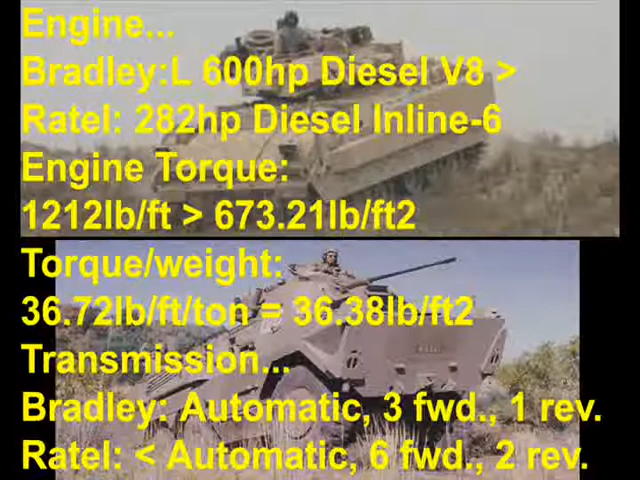 Engine...
Bradley:L 600hp Diesel V8 >
Ratel: 282hp Diesel Inline-6
Engine Torque:
1212lb/ft > 673.21lb/ft2
Torque/weight:
36.72lb/ft/ton = 36.38lb/ft2
Transmission...
Bradley: Automatic, 3 fwd., 1 rev.
Ratel: < Automatic, 6 fwd., 2 rev.